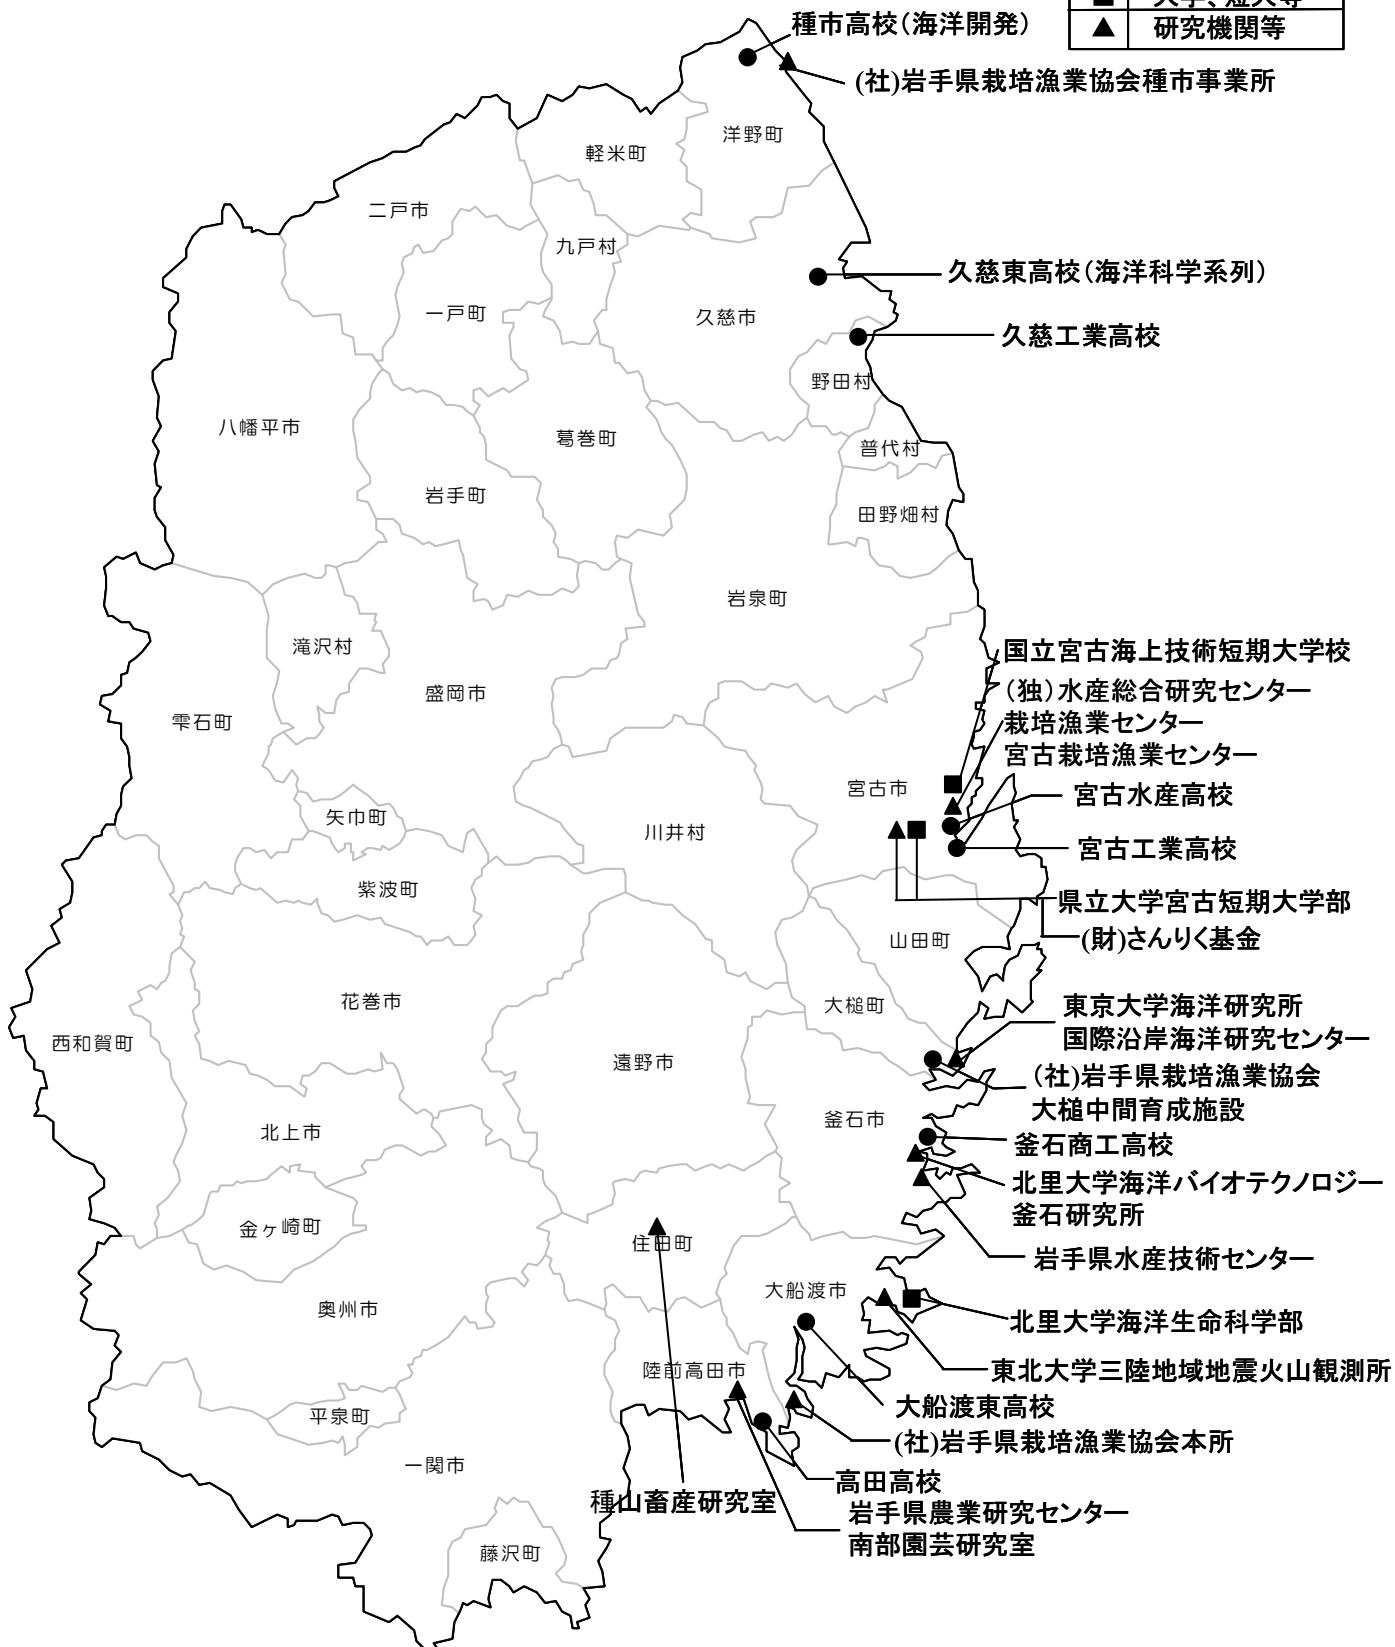 研究機関等
種市高校（海洋開発）
(社)岩手県栽培漁業協会種市事業所
洋野町
軽米町
二戸市
九戸村
久慈東高校（海洋科学系列）
一戸町
久慈市
久慈工業高校
野田村
八幡平市
葛巻町
普代村
岩手町
田野畑村
岩泉町
滝沢村
国立宮古海上技術短期大学校
（独）水産総合研究センター
栽培漁業センター
宮古栽培漁業センター
盛岡市
雫石町
宮古市
宮古水産高校
矢巾町
川井村
宮古工業高校
紫波町
県立大学宮古短期大学部
(財)さんりく基金
山田町
花巻市
大槌町
東京大学海洋研究所
国際沿岸海洋研究センター
西和賀町
遠野市
（社)岩手県栽培漁業協会
大槌中間育成施設
釜石市
北上市
釜石商工高校
北里大学海洋バイオテクノロジー
釜石研究所
金ヶ崎町
住田町
岩手県水産技術センター
大船渡市
奥州市
北里大学海洋生命科学部
陸前高田市
東北大学三陸地域地震火山観測所
大船渡東高校
平泉町
(社)岩手県栽培漁業協会本所
一関市
高田高校
種山畜産研究室
岩手県農業研究センター
南部園芸研究室
藤沢町